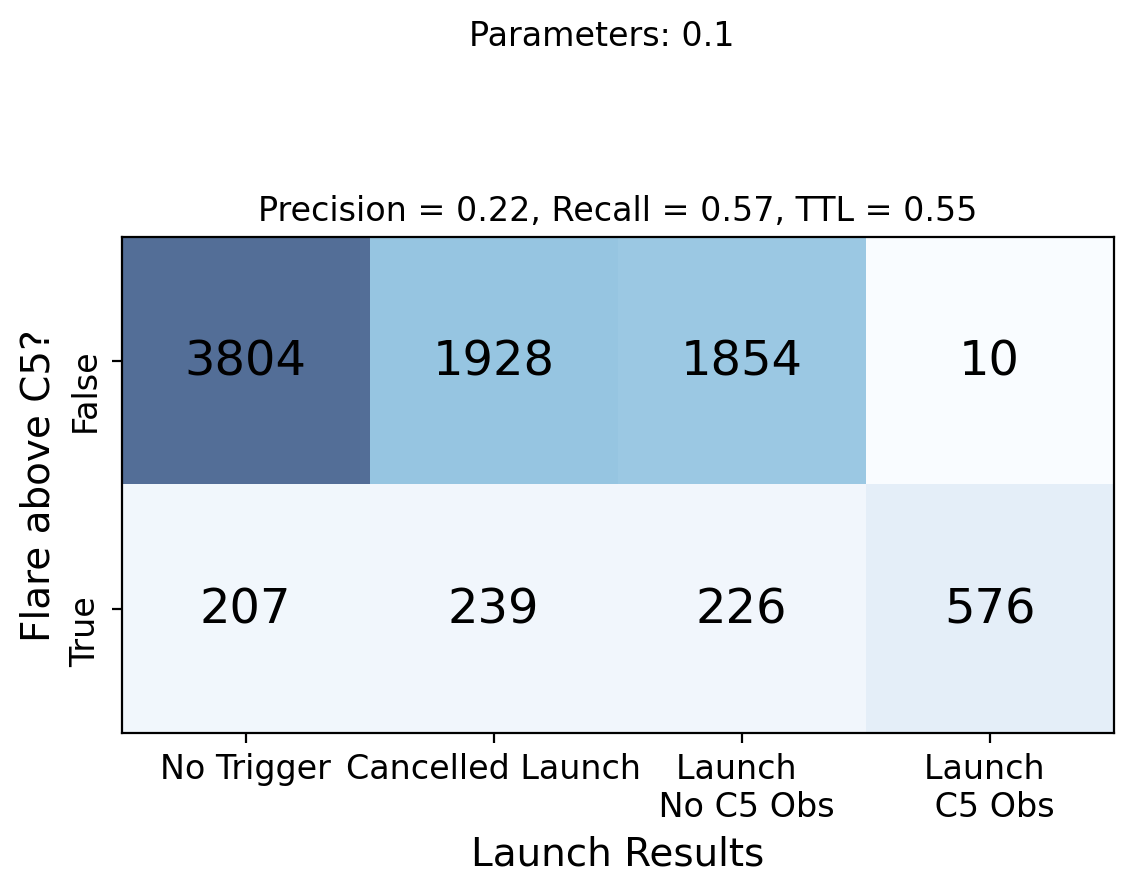 Parameters: 0.1
Precision = 0.22, Recall = 0.57, TTL = 0.55
Flare above C5?
False
3804
1928
1854
10
True
207
239
226
576
No Trigger
Cancelled Launch
Launch
No C5 Obs
Launch
C5 Obs
Launch Results